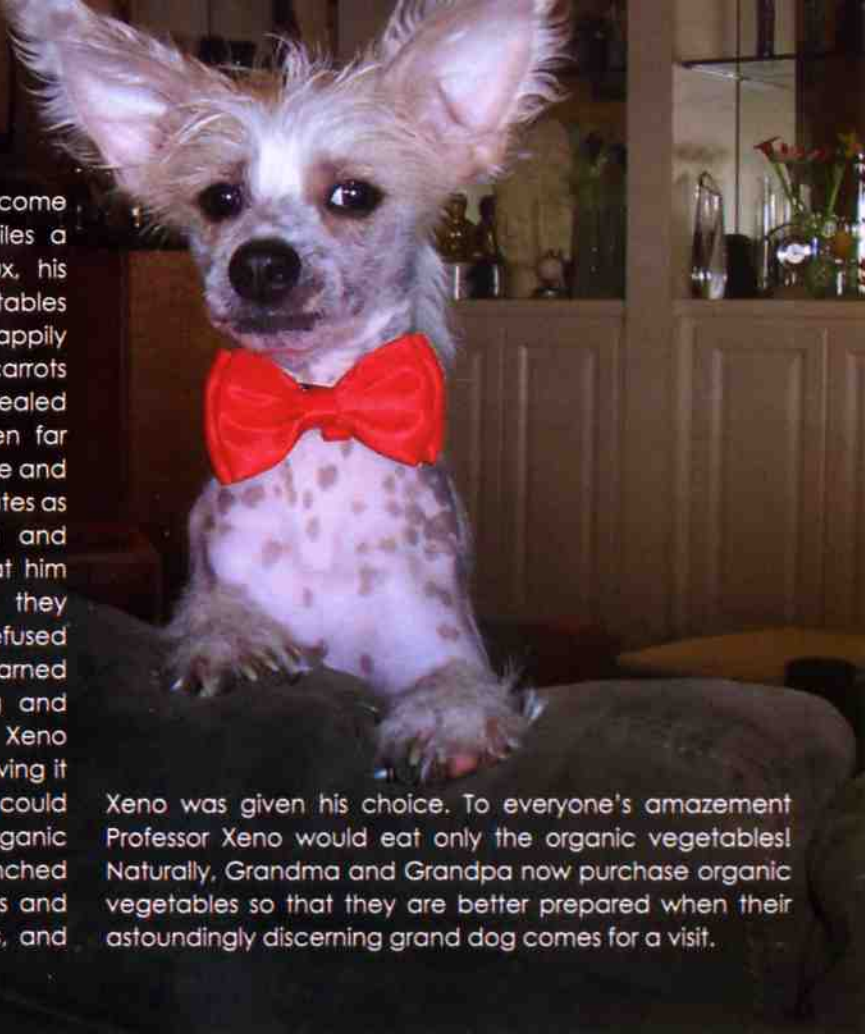 come
iles a
x, his
tables
appily
carrots
ealed
en far
e and
tes as
and
at him
they
efused
arned
and
Xeno
ving it
could
ganic
nched
s and
, and
Xeno was given his choice. To everyone's amazement
Professor Xeno would eat only the organic vegetables!
Naturally, Grandma and Grandpa now purchase organic
vegetables so that they are better prepared when their
astoundingly discerning grand dog comes for a visit.